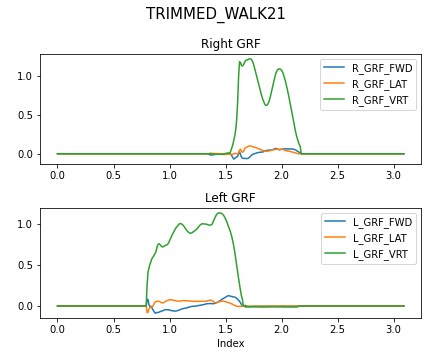 TRIMMED_WALK21
Right GRF
R_GRF_FWD
R_GRF_LAT
R_GRF_VRT
1.0
0.5
0.0
0.0 0.5 1.0 1.5 2.0 2.5 3.0
Left GRF
L_GRF_FWD
L_GRF_LAT
L_GRF_VRT
1.0
0.5
0.0
0.0 0.5 1.0 1.5 2.0 2.5 3.0
Index